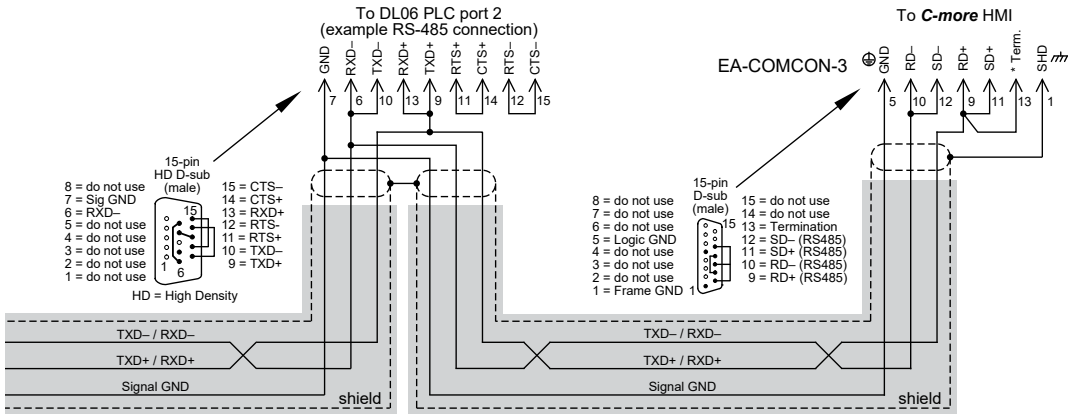 To DL06 PLC port 2
(example RS-485 connection)
GND
RXD–
TXD–
RXD+
TXD+
RTS+
CTS+
RTS–
CTS–
7 6 10 13 9 11 14 12 15
To C-more HMI
EA-COMCON-3
GND
RD–
SD–
RD+
SD+
* Term.
SHD
5 10 12 9 11 13 1
15-pin
HD D-sub
(male)
8 = do not use
7 = Sig GND
6 = RXD–
5 = do not use
4 = do not use
3 = do not use
2 = do not use
1 = do not use
15
1
6
15 = CTS–
14 = CTS+
13 = RXD+
12 = RTS-
11 = RTS+
10 = TXD–
9 = TXD+
HD = High Density
15-pin
D-sub
(male)
8 = do not use
7 = do not use
6 = do not use
5 = Logic GND
4 = do not use
3 = do not use
2 = do not use
1 = Frame GND
15
1
15 = do not use
14 = do not use
13 = Termination
12 = SD– (RS485)
11 = SD+ (RS485)
10 = RD– (RS485)
9 = RD+ (RS485)
TXD– / RXD–
TXD+ / RXD+
Signal GND
shield
TXD– / RXD–
TXD+ / RXD+
Signal GND
shield